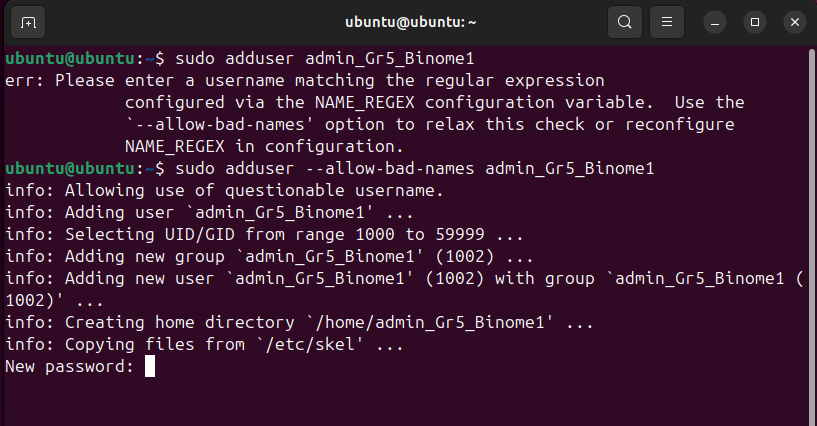 ubuntu@ubuntu: ~
ubuntu@ubuntu:~$ sudo adduser admin_Gr5_Binome1
err: Please enter a username matching the regular expression
configured via the NAME_REGEX configuration variable.  Use the
`--allow-bad-names' option to relax this check or reconfigure
NAME_REGEX in configuration.
ubuntu@ubuntu:~$ sudo adduser --allow-bad-names admin_Gr5_Binome1
info: Allowing use of questionable username.
info: Adding user `admin_Gr5_Binome1' ...
info: Selecting UID/GID from range 1000 to 59999 ...
info: Adding new group `admin_Gr5_Binome1' (1002) ...
info: Adding new user `admin_Gr5_Binome1' (1002) with group `admin_Gr5_Binome1 (
1002)' ...
info: Creating home directory `/home/admin_Gr5_Binome1' ...
info: Copying files from `/etc/skel' ...
New password: